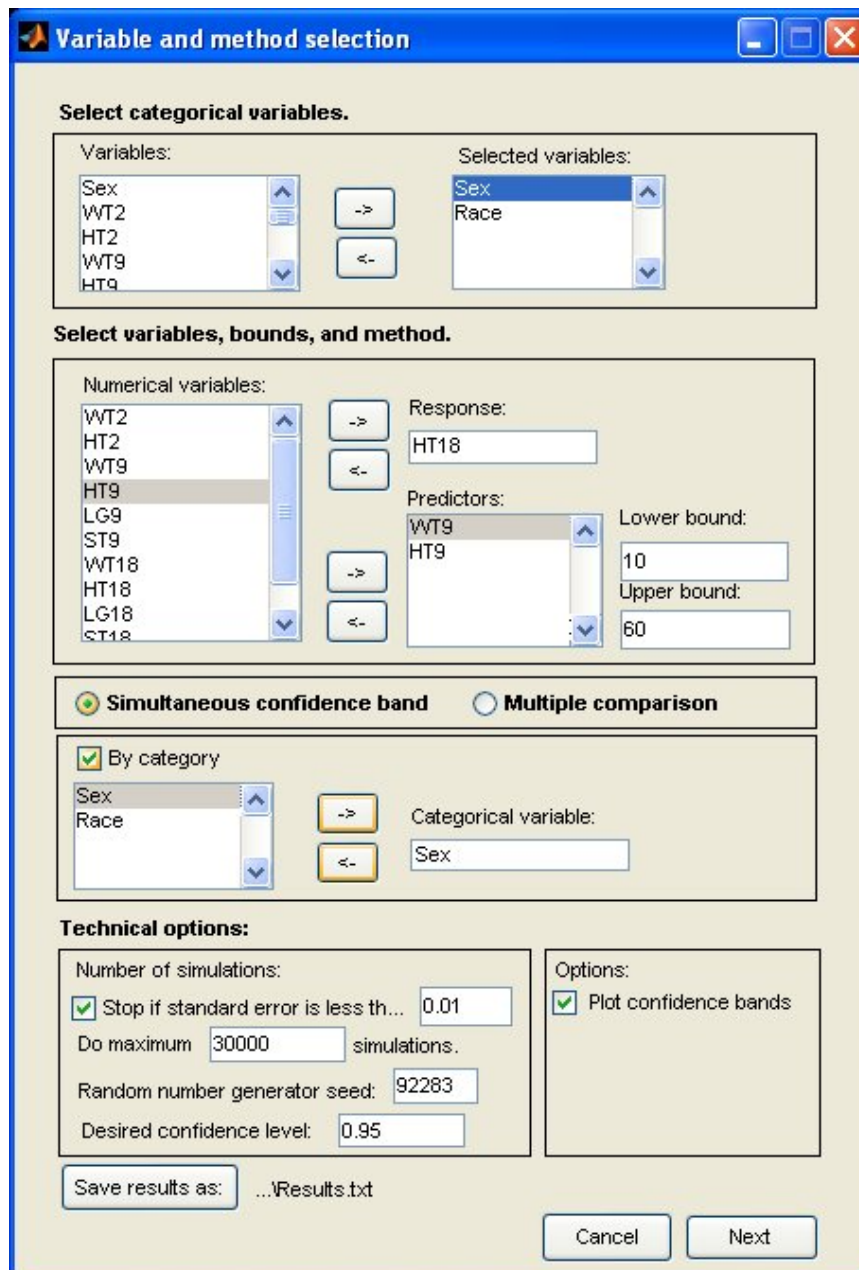 Variable and method selection
Select categorical variables.
Variables:
Selected variables:
Sex
WT2
HT2
WT9
HT9
->
<-
Sex
Race
Select variables, bounds, and method.
Numerical variables:
WT2
HT2
WT9
HT9
LG9
ST9
WT18
HT18
LG18
ST18
->
<-
Response:
HT18
->
<-
Predictors:
WT9
HT9
Lower bound:
10
Upper bound:
60
Simultaneous confidence band
Multiple comparison
By category
Sex
Race
->
<-
Categorical variable:
Sex
Technical options:
Number of simulations:
Stop if standard error is less th... 0.01
Do maximum 30000 simulations.
Random number generator seed: 92283
Desired confidence level: 0.95
Options:
Plot confidence bands
Save results as: ...\Results.txt
Cancel
Next